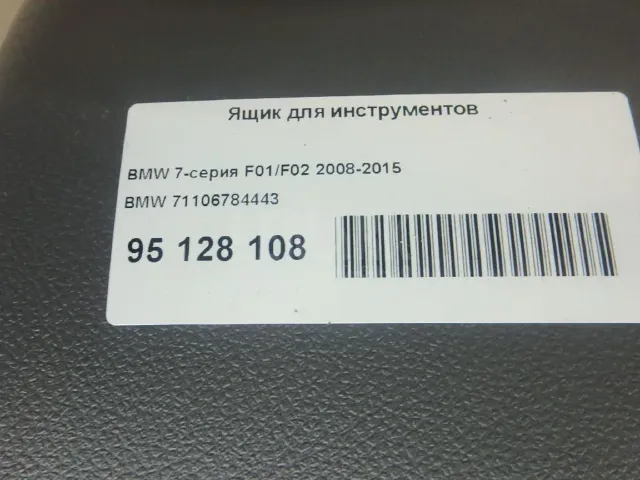 Ящик для инструментов
BMW 7-серия F01/F02 2008-2015
BMW 71106784443
95 128 108